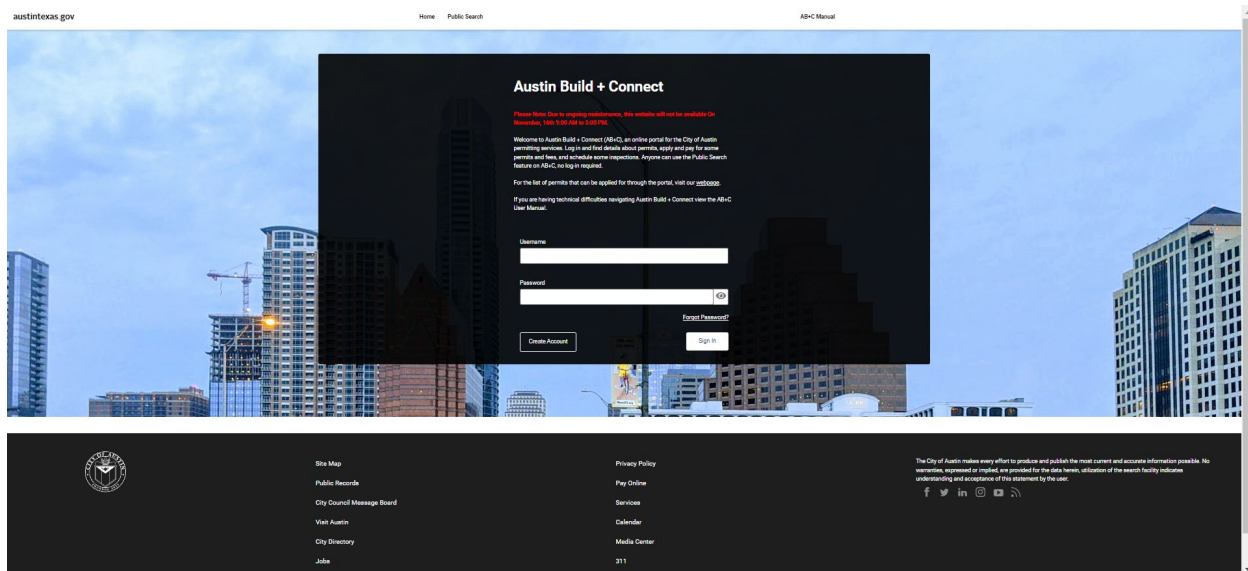 austintexas.gov
Home
Public Search
AB+C Manual
Austin Build + Connect
Please Note: Due to ongoing maintenance, this website will not be available On
November, 14th 9:00 AM to 3:00 PM.
Welcome to Austin Build + Connect (AB+C), an online portal for the City of Austin
permitting services. Log in and find details about permits, apply and pay for some
permits and fees, and schedule some inspections. Anyone can use the Public Search
feature on AB+C, no log-in required.
For the list of permits that can be applied for through the portal, visit our webpage.
If you are having technical difficulties navigating Austin Build + Connect view the AB+C
User Manual.
Username
Password
Forgot Password?
Create Account
Sign In
CITY OF AUSTIN
Site Map
Public Records
City Council Message Board
Visit Austin
City Directory
Jobs
Privacy Policy
Pay Online
Services
Calendar
Media Center
311
The City of Austin makes every effort to produce and publish the most current and accurate information possible. No
warranties, expressed or implied, are provided for the data herein, utilization of the search facility indicates
understanding and acceptance of this statement by the user.